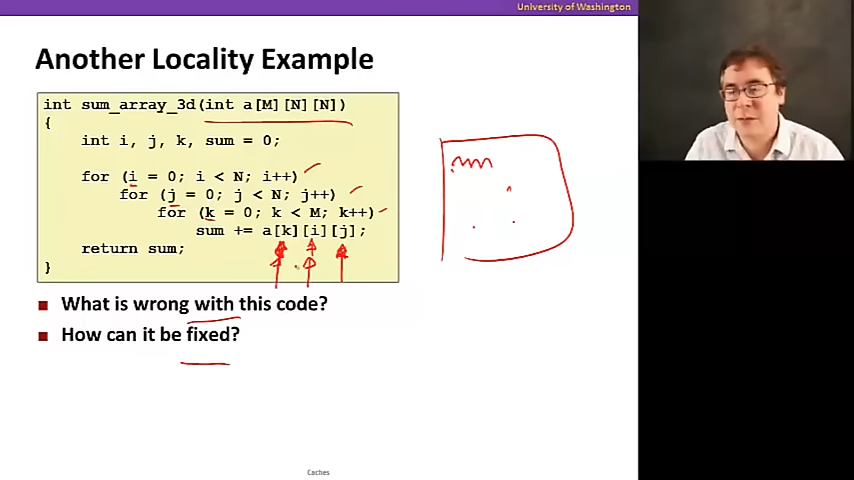 University of Washington
Another Locality Example
int sum_array_3d(int a[M][N][N])
{
int i, j, k, sum = 0;
for (i = 0; i < N; i++)
for (j = 0; j < N; j++)
for (k = 0; k < M; k++)
sum += a[k][i][j];
return sum;
}
What is wrong with this code?
How can it be fixed?
Caches